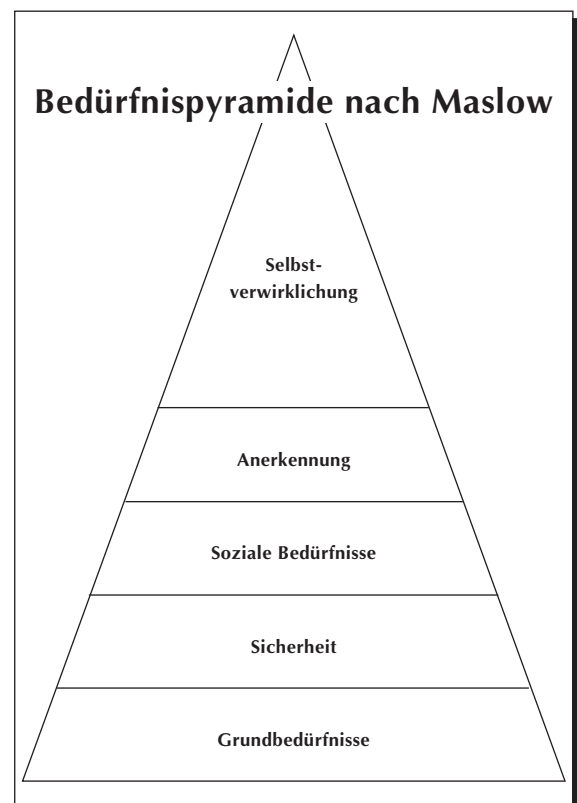 Bedürfnispyramide nach Maslow
Selbst-
verwirklichung
Anerkennung
Soziale Bedürfnisse
Sicherheit
Grundbedürfnisse